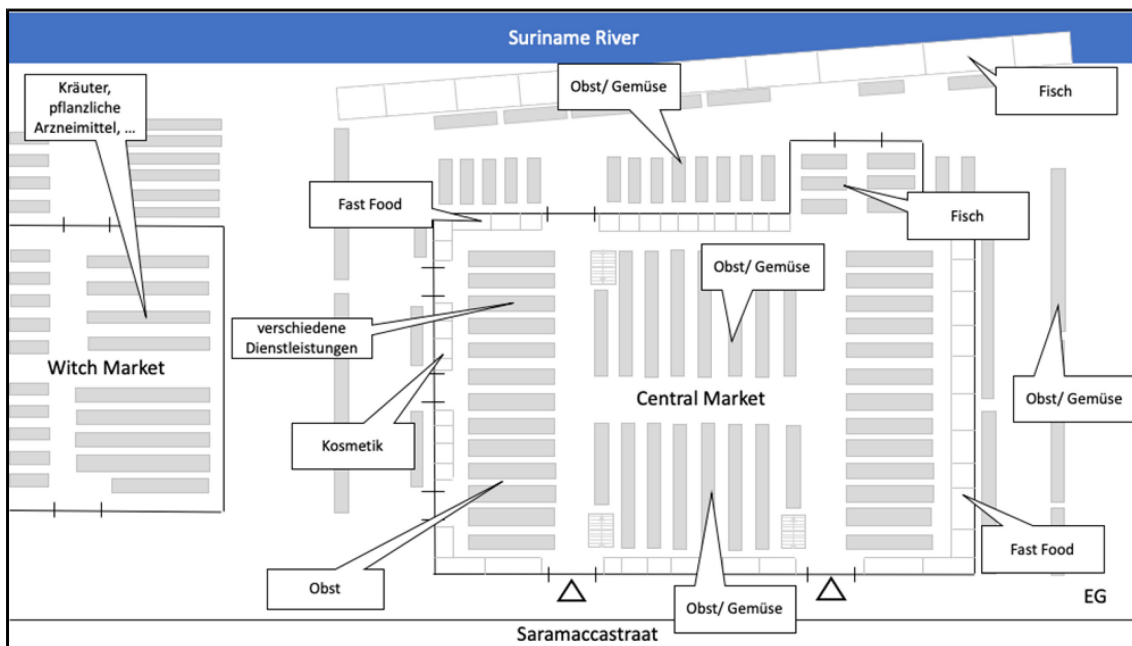 Suriname River
Kräuter,
pflanzliche
Arzneimittel, ...
Obst/ Gemüse
Fisch
Fast Food
Fisch
Obst/ Gemüse
verschiedene
Dienstleistungen
Witch Market
Central Market
Obst/ Gemüse
Kosmetik
Fast Food
Obst
Obst/ Gemüse
EG
Saramaccastraat